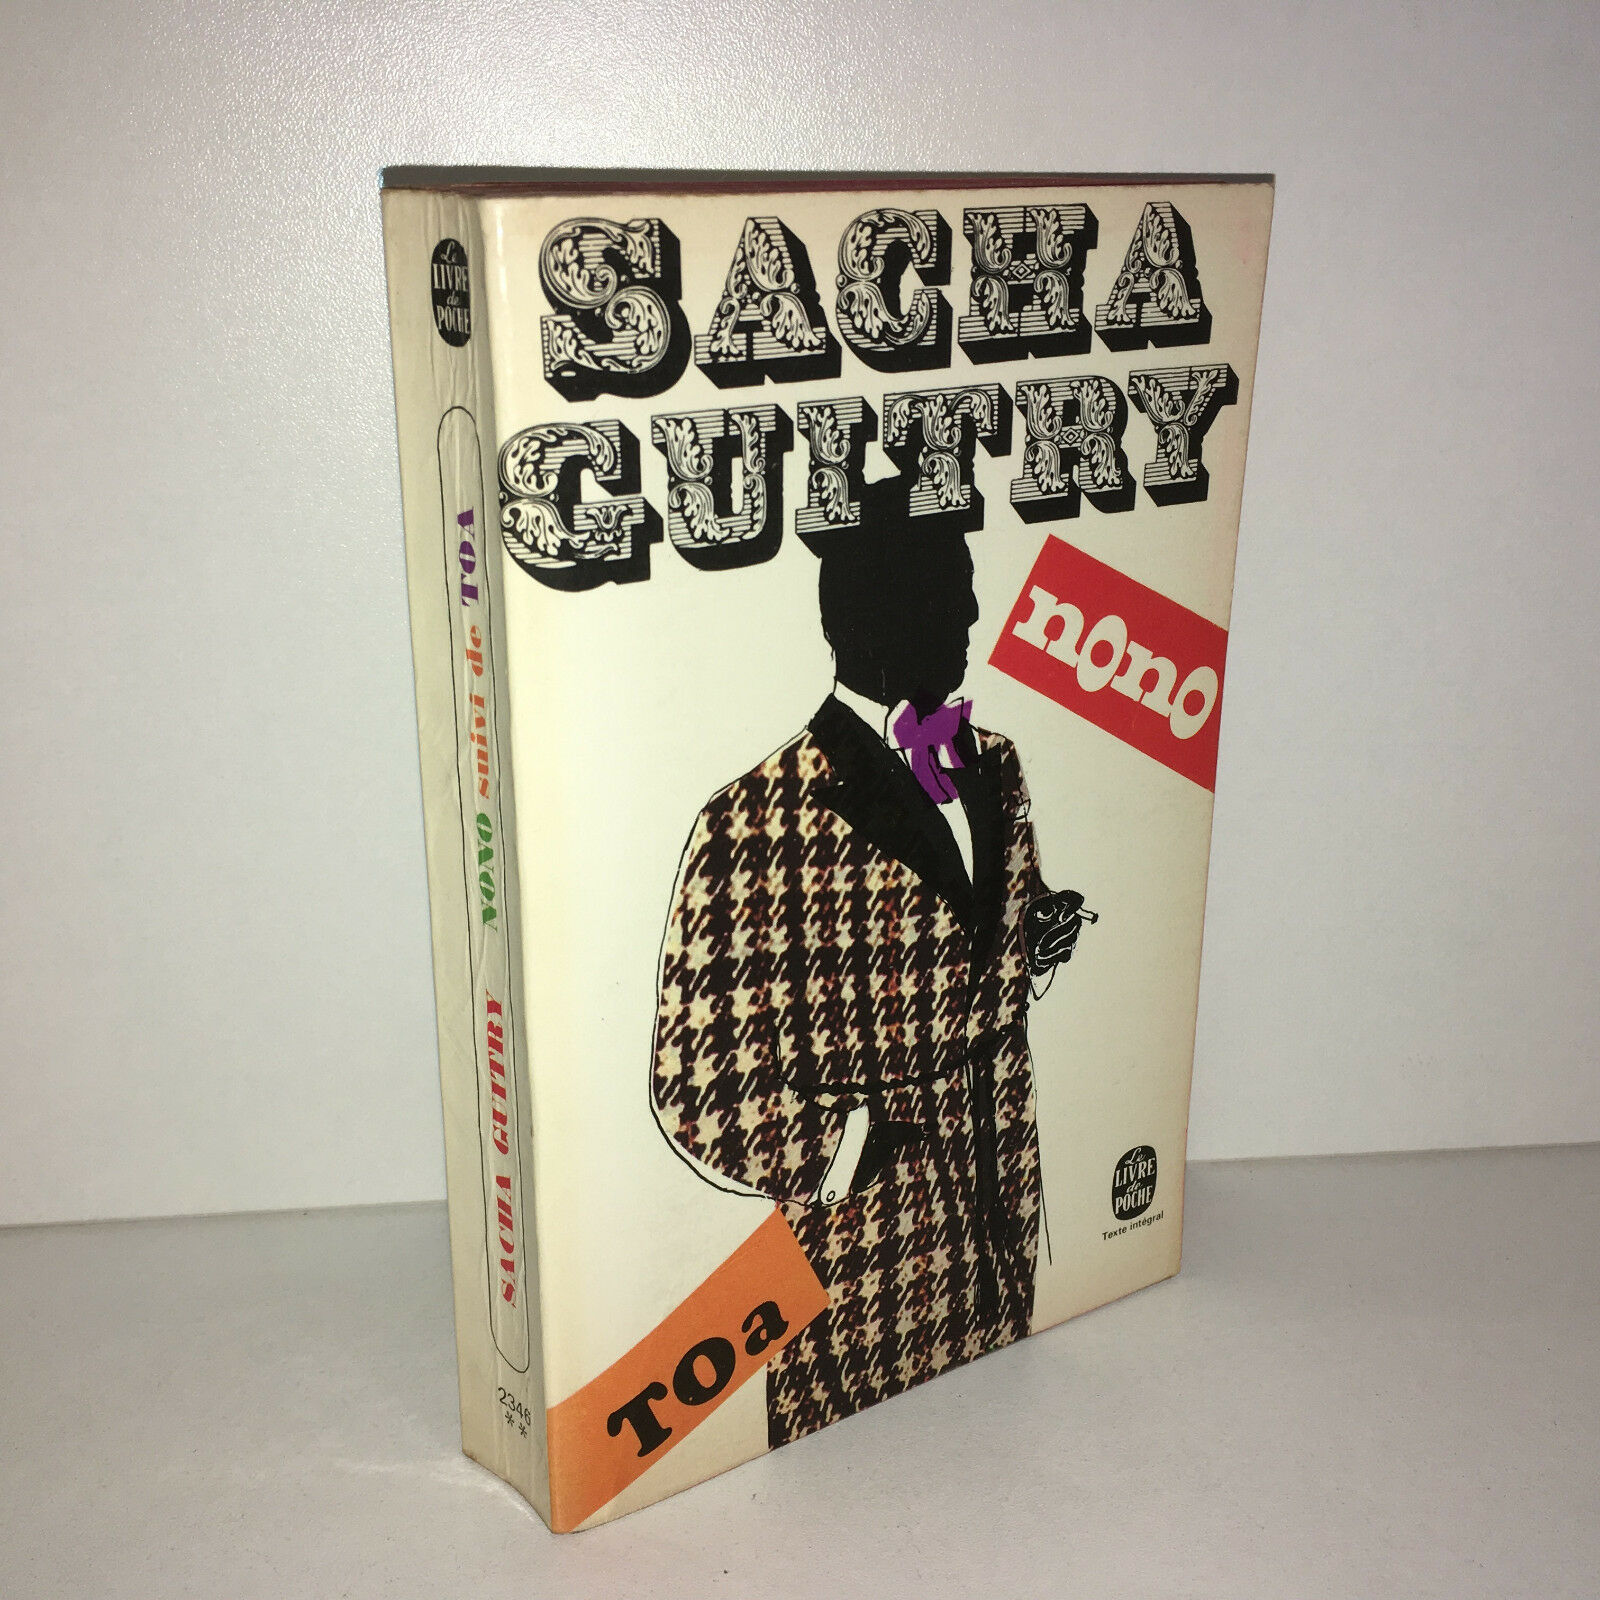 SACHA
GUITRY
nono
TOa
Le
LIVRE
de
POCHE
Texte intégral
Le
LIVRE
de
POCHE
SACHA GUITRY NONO suivi de TOA
2346
**